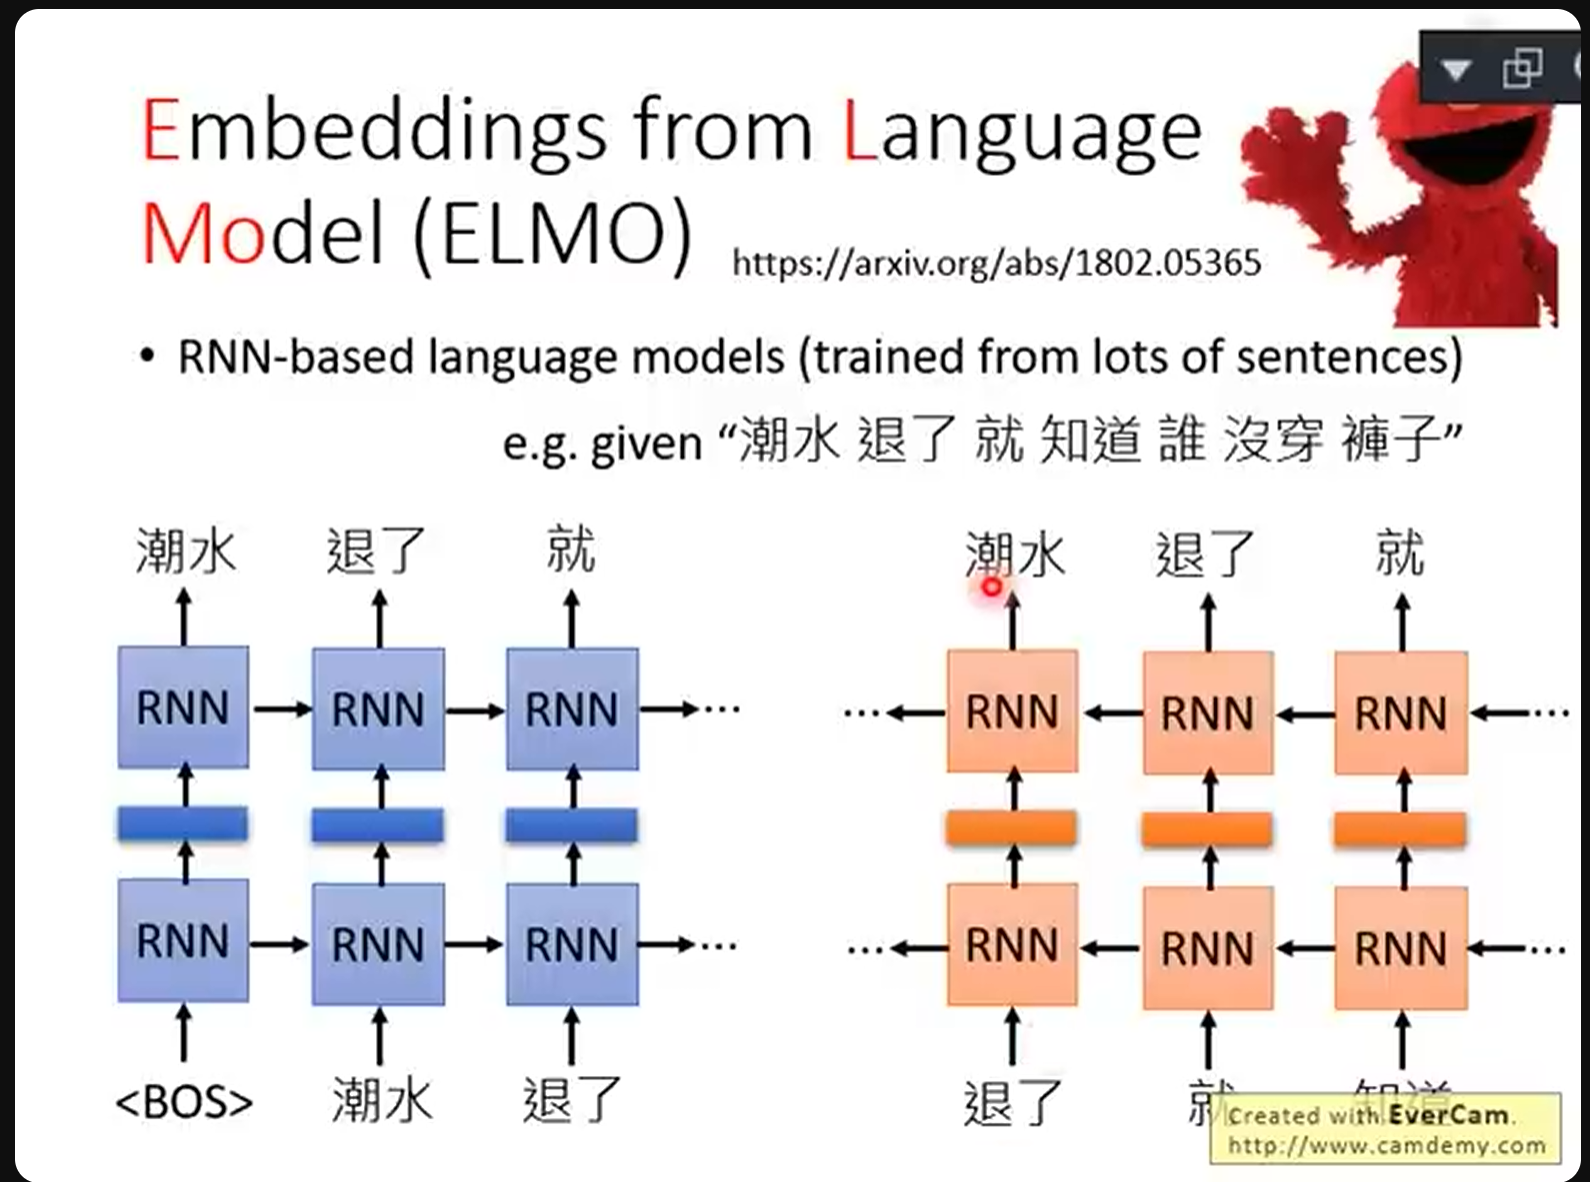 Embeddings from Language
Model (ELMO)
https://arxiv.org/abs/1802.05365
• RNN-based language models (trained from lots of sentences)
e.g. given “潮水 退了 就 知道 誰 沒穿 褲子”
潮水 退了 就
RNN RNN RNN ...
RNN RNN RNN ...
<BOS> 潮水 退了
潮水 退了 就
... RNN RNN RNN ...
... RNN RNN RNN ...
退了 就 知道
Created with EverCam.
http://www.camdemy.com